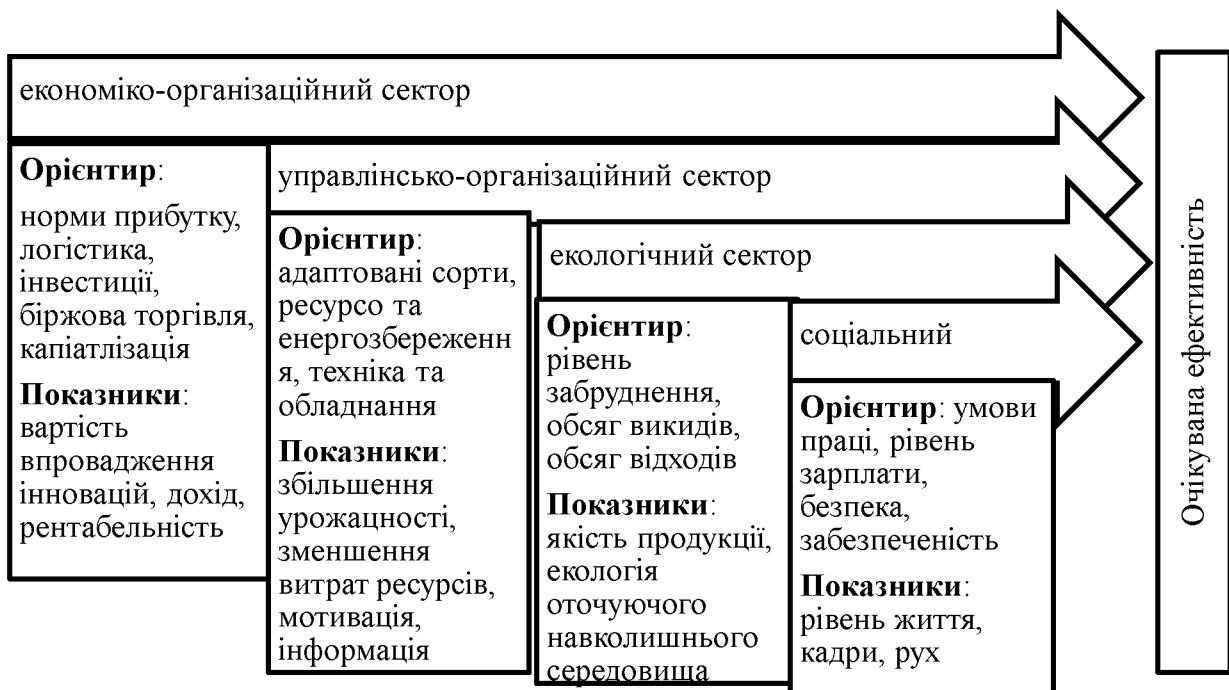 економіко-організаційний сектор
Орієнтир:
норми прибутку,
логістика,
інвестиції,
біржова торгівля,
капіатлізація
Показники:
вартість
впровадження
інновацій, дохід,
рентабельність
управлінсько-організаційний сектор
Орієнтир:
адаптовані сорти,
ресурсо та
енергозбереженн
я, техніка та
обладнання
Показники:
збільшення
урожацності,
зменшення
витрат ресурсів,
мотивація,
інформація
екологічний сектор
Орієнтир:
рівень
забруднення,
обсяг викидів,
обсяг відходів
Показники:
якість продукції,
екологія
оточуючого
навколишнього
середовища
соціальний
Орієнтир: умови
праці, рівень
зарплати,
безпека,
забезпеченість
Показники:
рівень життя,
кадри, рух
Очікувана ефективність